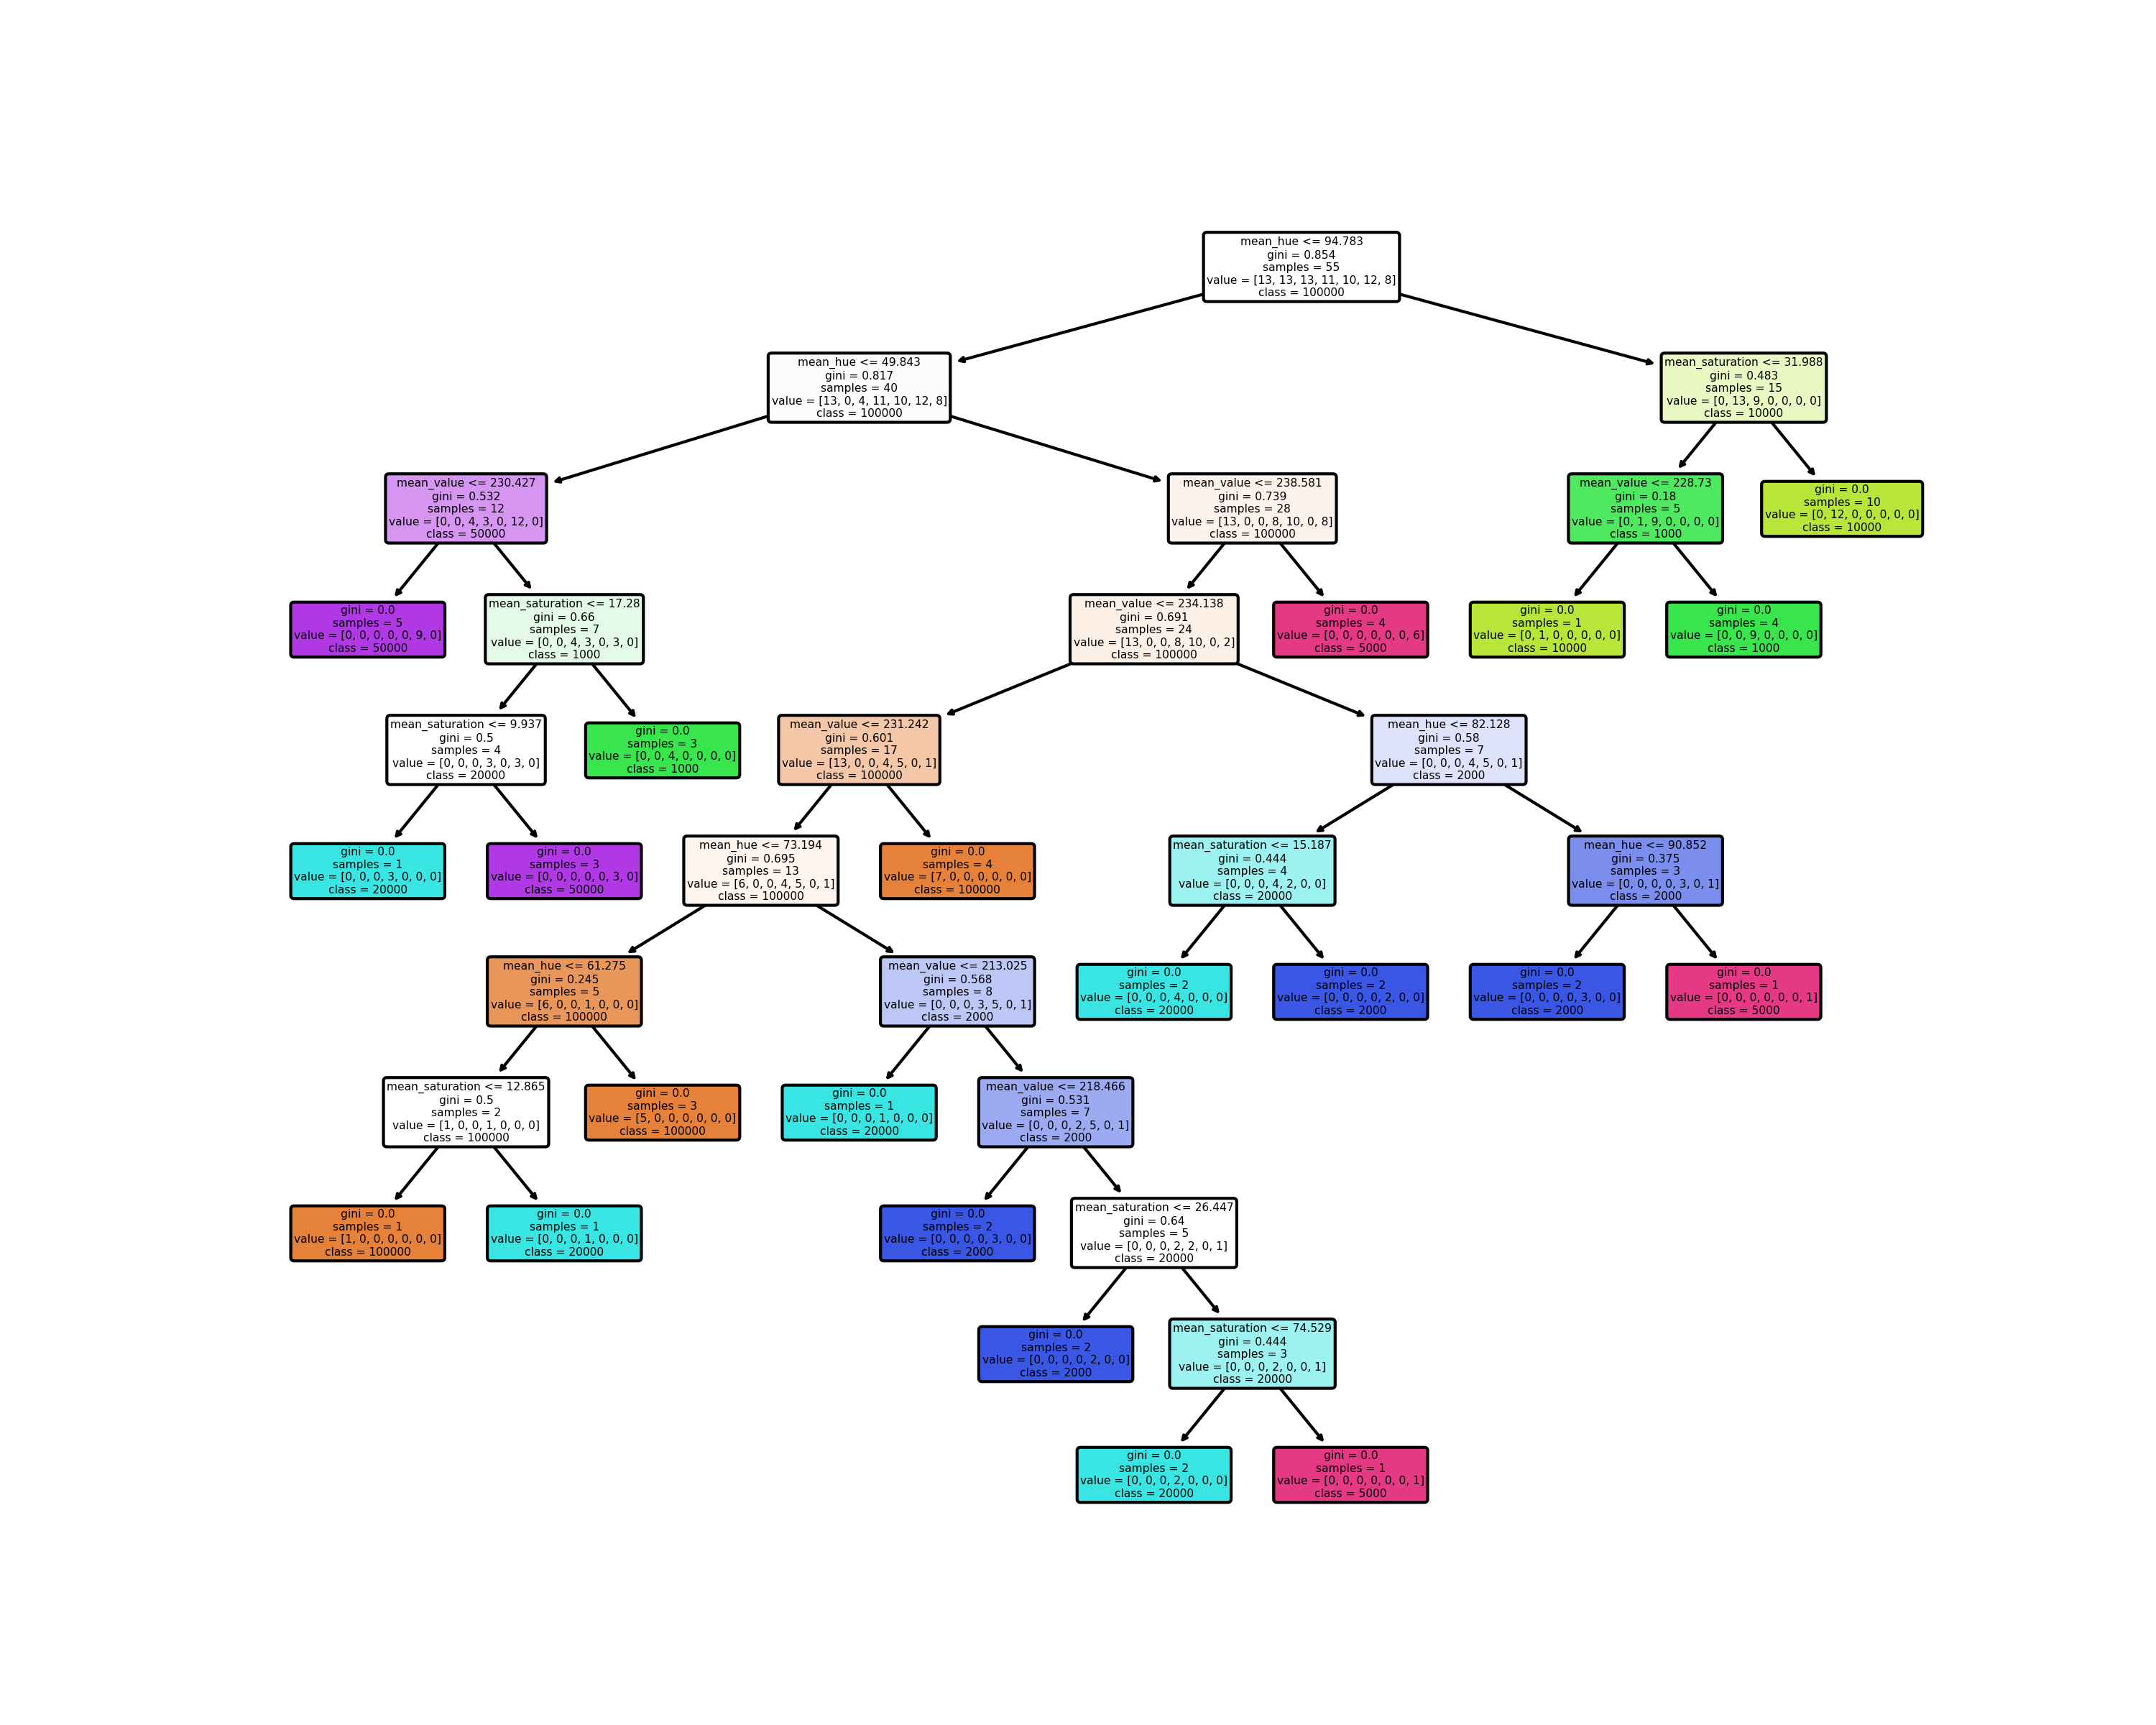 mean_hue <= 94.783
gini = 0.854
samples = 55
value = [13, 13, 13, 11, 10, 12, 8]
class = 100000
mean_hue <= 49.843
gini = 0.817
samples = 40
value = [13, 0, 4, 11, 10, 12, 8]
class = 100000
mean_saturation <= 31.988
gini = 0.483
samples = 15
value = [0, 13, 9, 0, 0, 0, 0]
class = 10000
mean_value <= 230.427
gini = 0.532
samples = 12
value = [0, 0, 4, 3, 0, 12, 0]
class = 50000
mean_value <= 238.581
gini = 0.739
samples = 28
value = [13, 0, 0, 8, 10, 0, 8]
class = 100000
mean_value <= 228.73
gini = 0.18
samples = 5
value = [0, 1, 9, 0, 0, 0, 0]
class = 1000
gini = 0.0
samples = 10
value = [0, 12, 0, 0, 0, 0, 0]
class = 10000
gini = 0.0
samples = 5
value = [0, 0, 0, 0, 0, 9, 0]
class = 50000
mean_saturation <= 17.28
gini = 0.66
samples = 7
value = [0, 0, 4, 3, 0, 3, 0]
class = 1000
mean_value <= 234.138
gini = 0.691
samples = 24
value = [13, 0, 0, 8, 10, 0, 2]
class = 100000
gini = 0.0
samples = 4
value = [0, 0, 0, 0, 0, 0, 6]
class = 5000
gini = 0.0
samples = 1
value = [0, 1, 0, 0, 0, 0, 0]
class = 10000
gini = 0.0
samples = 4
value = [0, 0, 9, 0, 0, 0, 0]
class = 1000
mean_saturation <= 9.937
gini = 0.5
samples = 4
value = [0, 0, 0, 3, 0, 3, 0]
class = 20000
gini = 0.0
samples = 3
value = [0, 0, 4, 0, 0, 0, 0]
class = 1000
mean_value <= 231.242
gini = 0.601
samples = 17
value = [13, 0, 0, 4, 5, 0, 1]
class = 100000
mean_hue <= 82.128
gini = 0.58
samples = 7
value = [0, 0, 0, 4, 5, 0, 1]
class = 2000
gini = 0.0
samples = 1
value = [0, 0, 0, 3, 0, 0, 0]
class = 20000
gini = 0.0
samples = 3
value = [0, 0, 0, 0, 0, 3, 0]
class = 50000
mean_hue <= 73.194
gini = 0.695
samples = 13
value = [6, 0, 0, 4, 5, 0, 1]
class = 100000
gini = 0.0
samples = 4
value = [7, 0, 0, 0, 0, 0, 0]
class = 100000
mean_saturation <= 15.187
gini = 0.444
samples = 4
value = [0, 0, 0, 4, 2, 0, 0]
class = 20000
mean_hue <= 90.852
gini = 0.375
samples = 3
value = [0, 0, 0, 0, 3, 0, 1]
class = 2000
mean_hue <= 61.275
gini = 0.245
samples = 5
value = [6, 0, 0, 1, 0, 0, 0]
class = 100000
mean_value <= 213.025
gini = 0.568
samples = 8
value = [0, 0, 0, 3, 5, 0, 1]
class = 2000
gini = 0.0
samples = 2
value = [0, 0, 0, 4, 0, 0, 0]
class = 20000
gini = 0.0
samples = 2
value = [0, 0, 0, 0, 2, 0, 0]
class = 2000
gini = 0.0
samples = 2
value = [0, 0, 0, 0, 3, 0, 0]
class = 2000
gini = 0.0
samples = 1
value = [0, 0, 0, 0, 0, 0, 1]
class = 5000
mean_saturation <= 12.865
gini = 0.5
samples = 2
value = [1, 0, 0, 1, 0, 0, 0]
class = 100000
gini = 0.0
samples = 3
value = [5, 0, 0, 0, 0, 0, 0]
class = 100000
gini = 0.0
samples = 1
value = [0, 0, 0, 1, 0, 0, 0]
class = 20000
mean_value <= 218.466
gini = 0.531
samples = 7
value = [0, 0, 0, 2, 5, 0, 1]
class = 2000
gini = 0.0
samples = 1
value = [1, 0, 0, 0, 0, 0, 0]
class = 100000
gini = 0.0
samples = 1
value = [0, 0, 0, 1, 0, 0, 0]
class = 20000
gini = 0.0
samples = 2
value = [0, 0, 0, 0, 3, 0, 0]
class = 2000
mean_saturation <= 26.447
gini = 0.64
samples = 5
value = [0, 0, 0, 2, 2, 0, 1]
class = 20000
gini = 0.0
samples = 2
value = [0, 0, 0, 0, 2, 0, 0]
class = 2000
mean_saturation <= 74.529
gini = 0.444
samples = 3
value = [0, 0, 0, 2, 0, 0, 1]
class = 20000
gini = 0.0
samples = 2
value = [0, 0, 0, 2, 0, 0, 0]
class = 20000
gini = 0.0
samples = 1
value = [0, 0, 0, 0, 0, 0, 1]
class = 5000